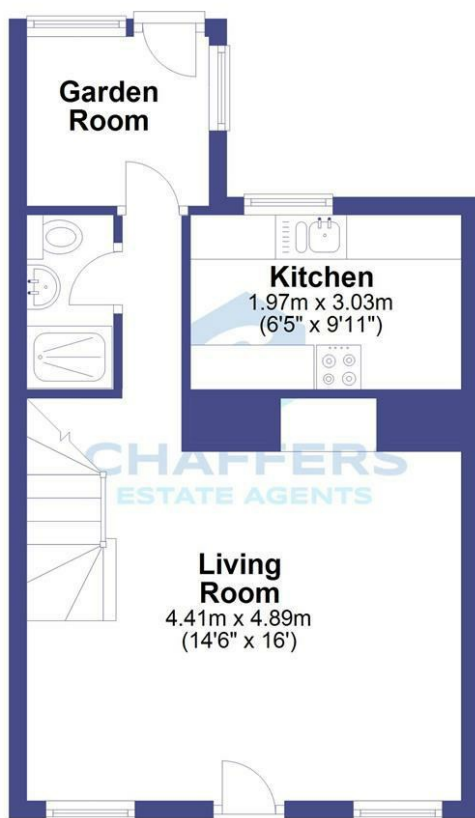 Garden
Room
Kitchen
1.97m x 3.03m
(6'5" x 9'11")
CHAFFERS
ESTATE AGENTS
Living
Room
4.41m x 4.89m
(14'6" x 16')